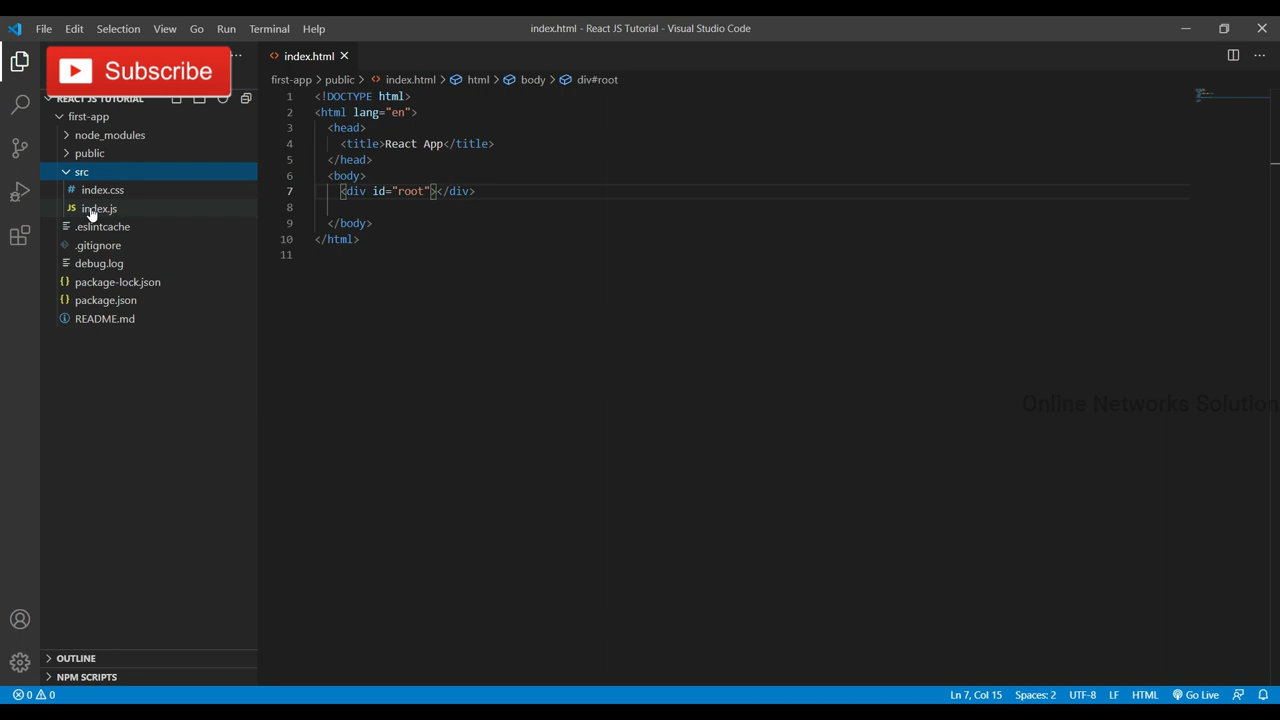 File Edit Selection View Go Run Terminal Help
index.html - React JS Tutorial - Visual Studio Code
Subscribe
index.html
first-app > public > index.html > html > body > div#root
REACT JS TUTORIAL
first-app
node_modules
public
src
index.css
JS index.js
.eslintcache
.gitignore
debug.log
package-lock.json
package.json
README.md
1 <!DOCTYPE html>
2 <html lang="en">
3 <head>
4 <title>React App</title>
5 </head>
6 <body>
7 <div id="root"></div>
8
9 </body>
10 </html>
11
Online Networks Solution
OUTLINE
NPM SCRIPTS
0 0
Ln 7, Col 15 Spaces: 2 UTF-8 LF HTML Go Live